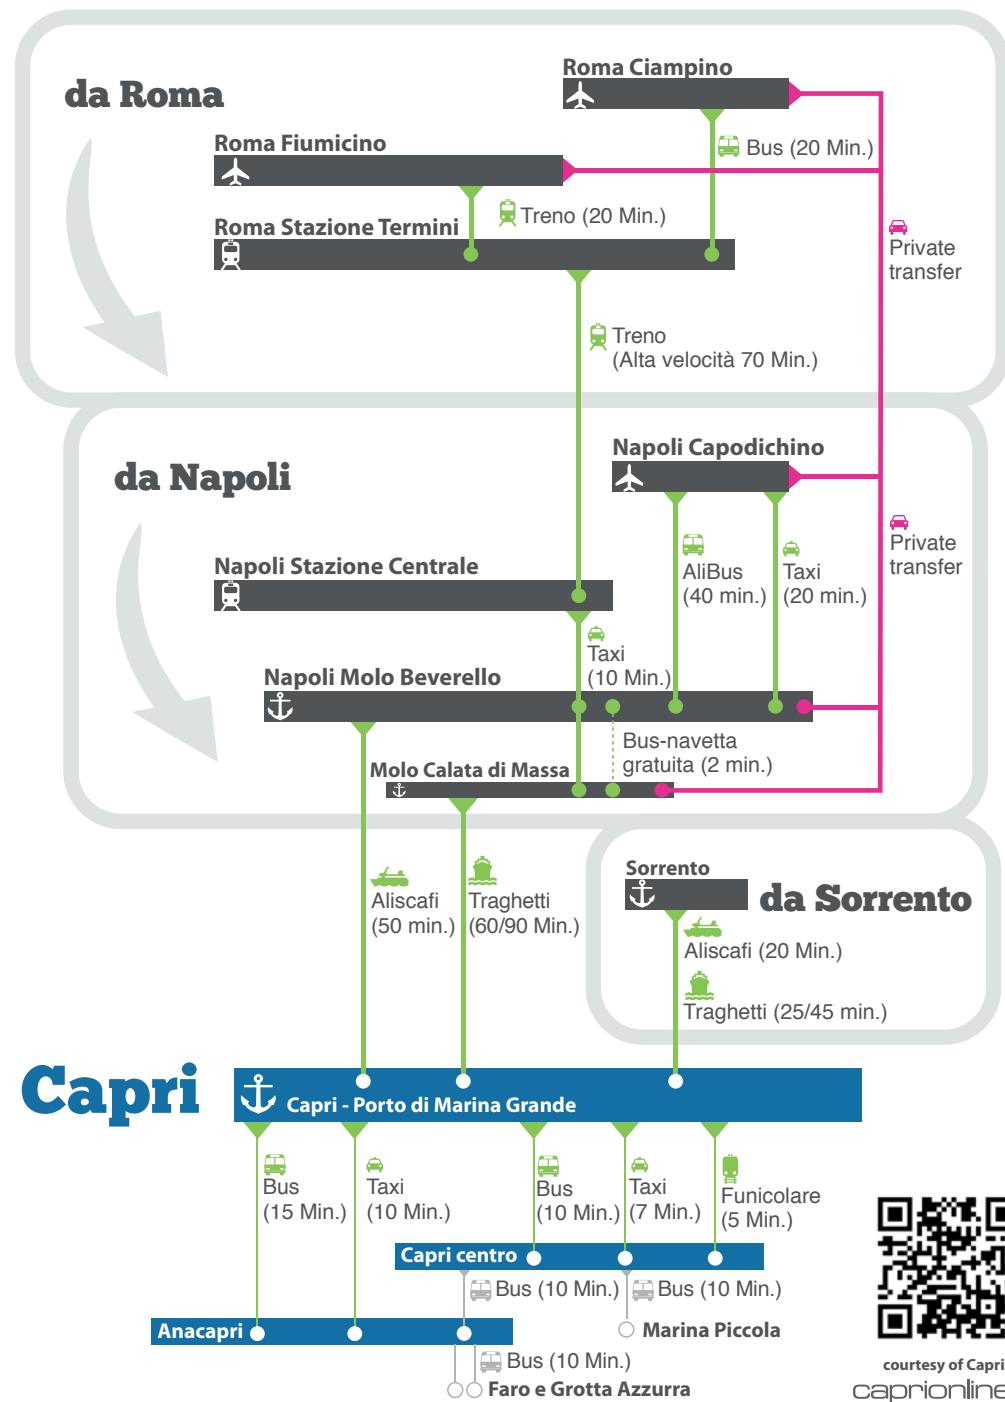 da Roma
Roma Ciampino
Bus (20 Min.)
Roma Fiumicino
Treno (20 Min.)
Roma Stazione Termini
Private
transfer
Treno
(Alta velocità 70 Min.)
da Napoli
Napoli Capodichino
Private
transfer
AliBus
(40 min.)
Taxi
(20 min.)
Napoli Stazione Centrale
Taxi
(10 Min.)
Napoli Molo Beverello
Bus-navetta
gratuita (2 min.)
Molo Calata di Massa
Aliscafi
(50 min.)
Traghetti
(60/90 Min.)
Sorrento
da Sorrento
Aliscafi (20 Min.)
Traghetti (25/45 min.)
Capri
Capri - Porto di Marina Grande
Bus
(15 Min.)
Taxi
(10 Min.)
Bus
(10 Min.)
Taxi
(7 Min.)
Funicolare
(5 Min.)
Capri centro
Bus (10 Min.)
Bus (10 Min.)
Anacapri
Marina Piccola
Bus (10 Min.)
Faro e Grotta Azzurra
courtesy of Capri
caprionline